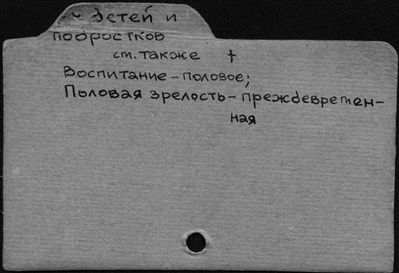 у детей и
подростков
см. также †
Воспитание – половое;
Половая зрелость – преждевремен-
ная